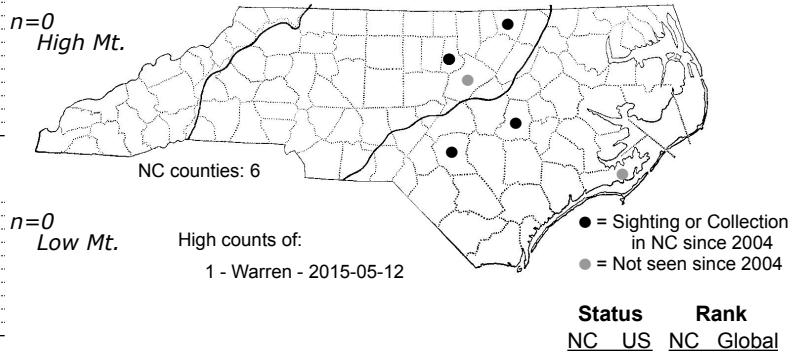 n=0
High Mt.
NC counties: 6
n=0
Low Mt.
High counts of:
1 - Warren - 2015-05-12
= Sighting or Collection
in NC since 2004
= Not seen since 2004
Status Rank
NC US NC Global